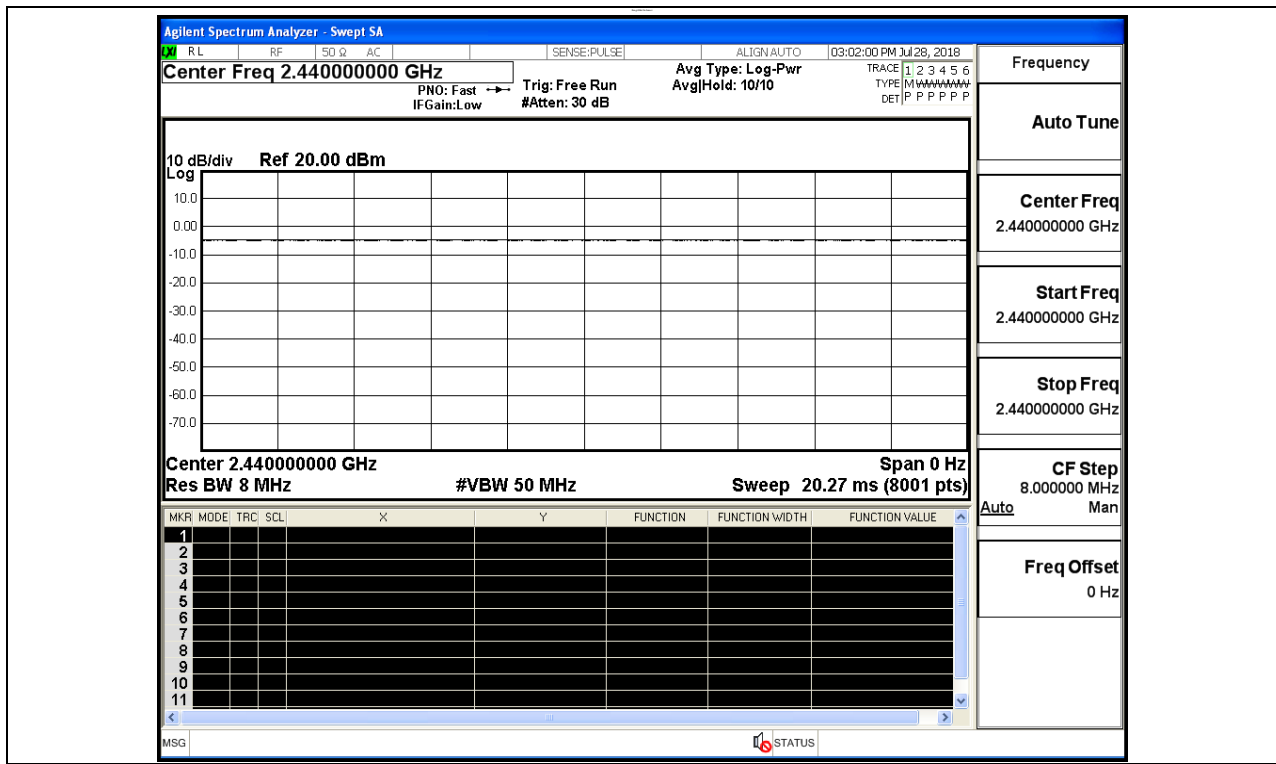 Agilent Spectrum Analyzer - Swept SA
LXI RL RF 50 Ω AC SENSE:PULSE ALIGN AUTO 03:02:00 PM Jul 28, 2018
Center Freq 2.440000000 GHz
PNO: Fast
IFGain:Low
Trig: Free Run
#Atten: 30 dB
Avg Type: Log-Pwr
Avg|Hold: 10/10
TRACE 1 2 3 4 5 6
TYPE M W W W W W
DET P P P P P P
10 dB/div Ref 20.00 dBm
Log
10.0
0.00
-10.0
-20.0
-30.0
-40.0
-50.0
-60.0
-70.0
Center 2.440000000 GHz Span 0 Hz
Res BW 8 MHz #VBW 50 MHz Sweep 20.27 ms (8001 pts)
MKR MODE TRC SCL X Y FUNCTION FUNCTION WIDTH FUNCTION VALUE
1
2
3
4
5
6
7
8
9
10
11
MSG STATUS
Frequency
Auto Tune
Center Freq
2.440000000 GHz
Start Freq
2.440000000 GHz
Stop Freq
2.440000000 GHz
CF Step
8.000000 MHz
Auto Man
Freq Offset
0 Hz